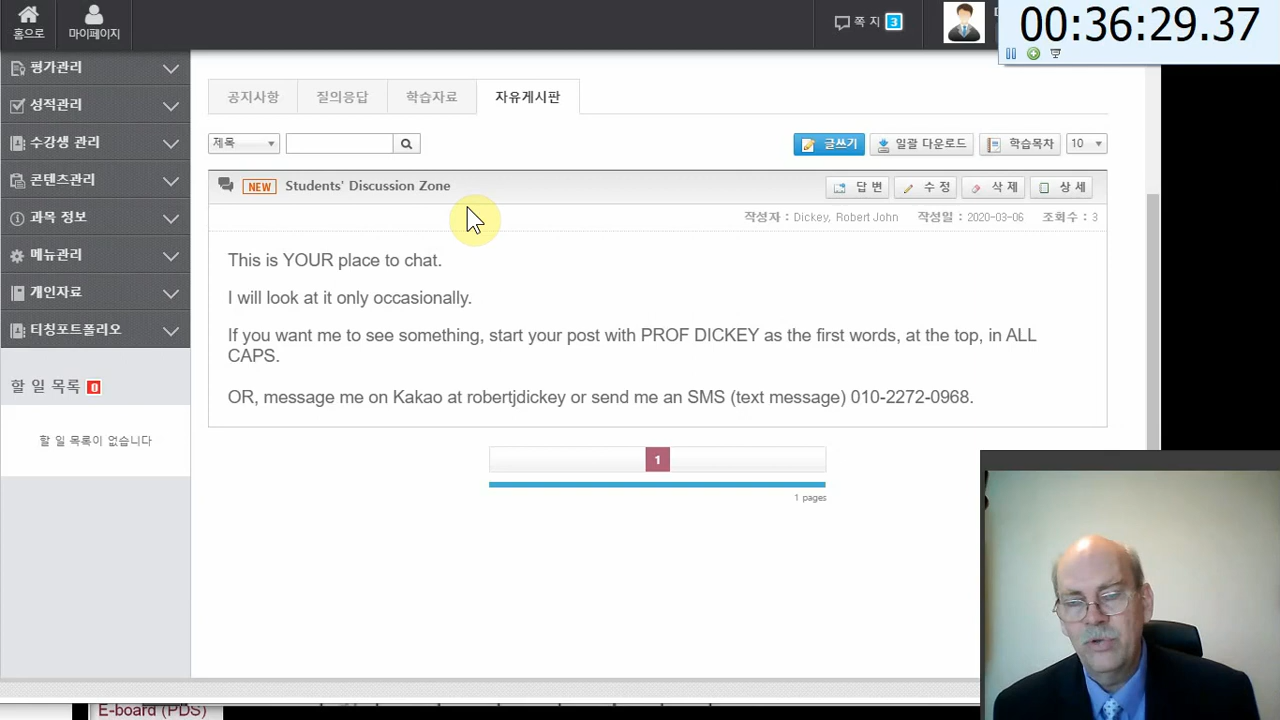 홈으로
마이페이지
쪽 지 3
00:36:29.37
평가관리
성적관리
수강생 관리
콘텐츠관리
과목 정보
메뉴관리
개인자료
티칭포트폴리오
할 일 목록 0
할 일 목록이 없습니다
공지사항 질의응답 학습자료 자유게시판
제목 글쓰기 일괄 다운로드 학습목차 10
NEW Students' Discussion Zone 답 변 수 정 삭 제 상 세
작성자 : Dickey, Robert John 작성일 : 2020-03-06 조회수 : 3
This is YOUR place to chat.
I will look at it only occasionally.
If you want me to see something, start your post with PROF DICKEY as the first words, at the top, in ALL
CAPS.
OR, message me on Kakao at robertjdickey or send me an SMS (text message) 010-2272-0968.
1
1 pages
E-board (PDS)